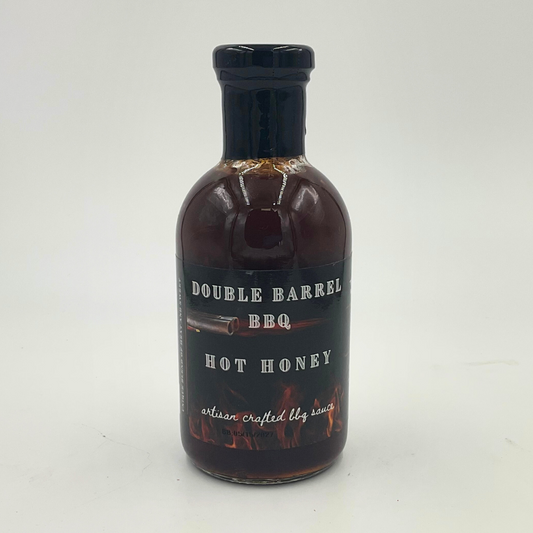 DOUBLE BARREL
BBQ
HOT HONEY
artisan crafted bbq sauce